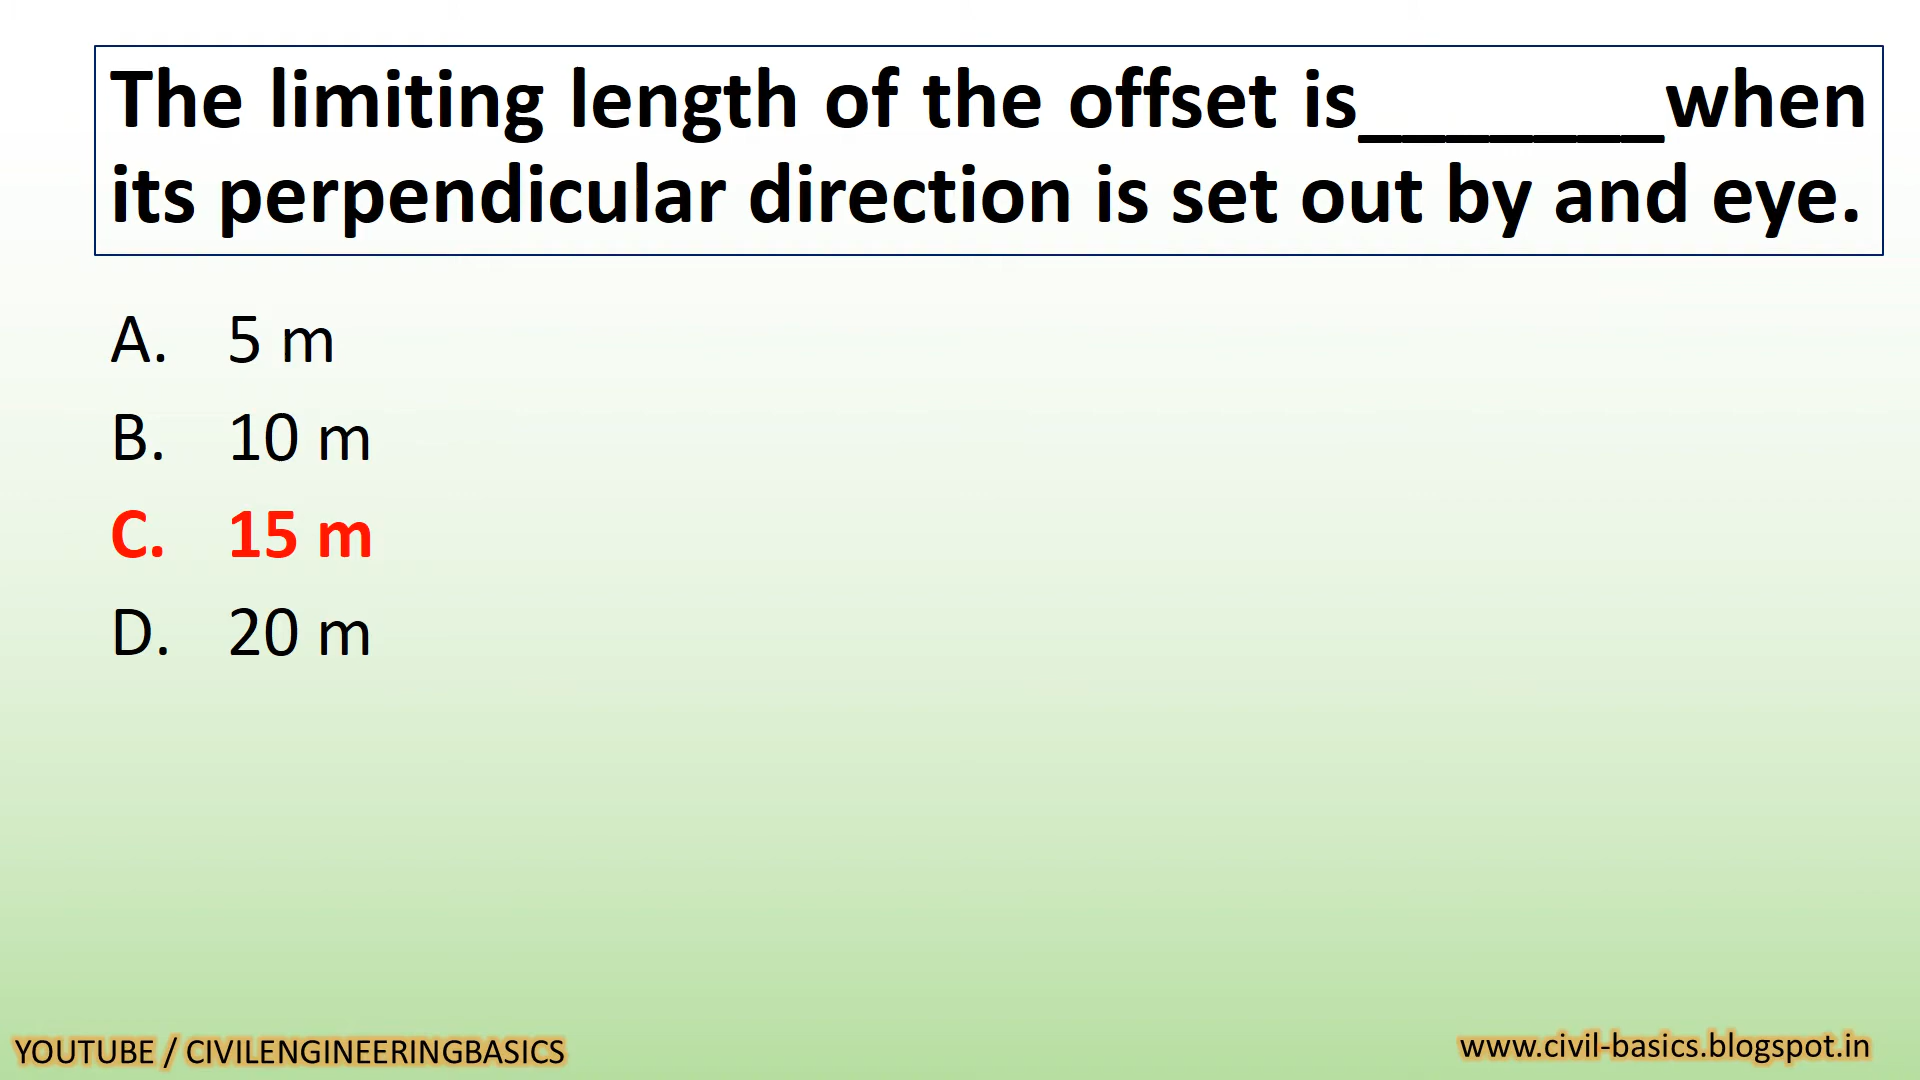 The limiting length of the offset is_______when
its perpendicular direction is set out by and eye.
A. 5 m
B. 10 m
C. 15 m
D. 20 m
YOUTUBE / CIVILENGINEERINGBASICS
www.civil-basics.blogspot.in